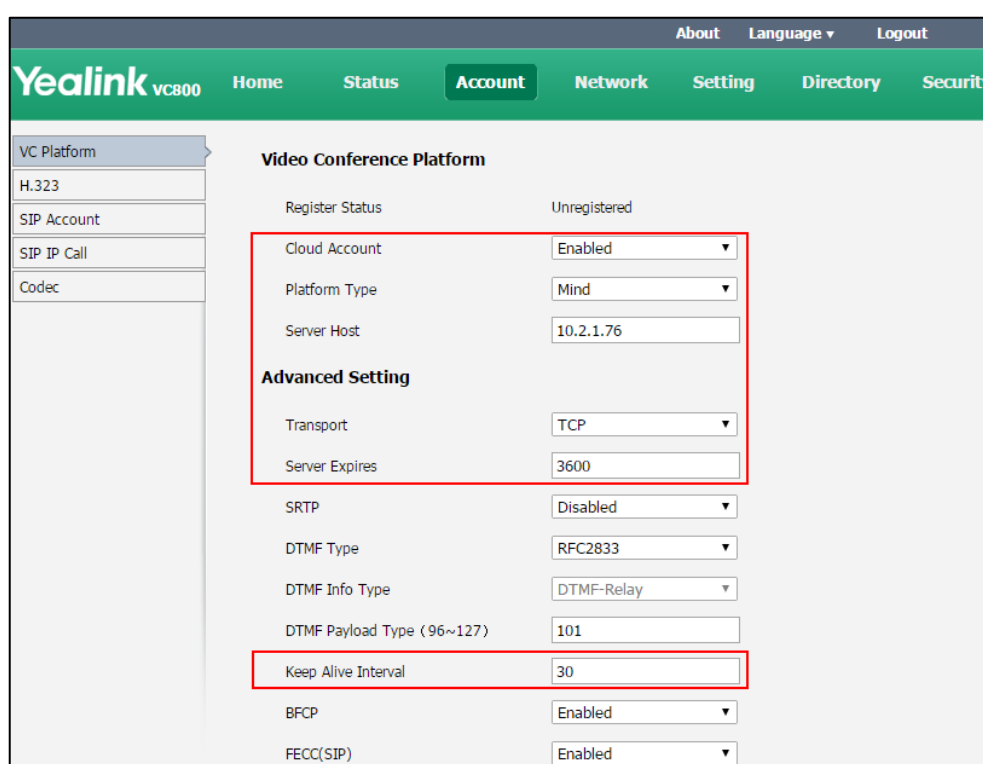 About Language ▾ Logout
Yealink VC800 Home Status Account Network Setting Directory Securit
VC Platform
H.323
SIP Account
SIP IP Call
Codec
Video Conference Platform
Register Status Unregistered
Cloud Account Enabled
Platform Type Mind
Server Host 10.2.1.76
Advanced Setting
Transport TCP
Server Expires 3600
SRTP Disabled
DTMF Type RFC2833
DTMF Info Type DTMF-Relay
DTMF Payload Type (96~127) 101
Keep Alive Interval 30
BFCP Enabled
FECC(SIP) Enabled